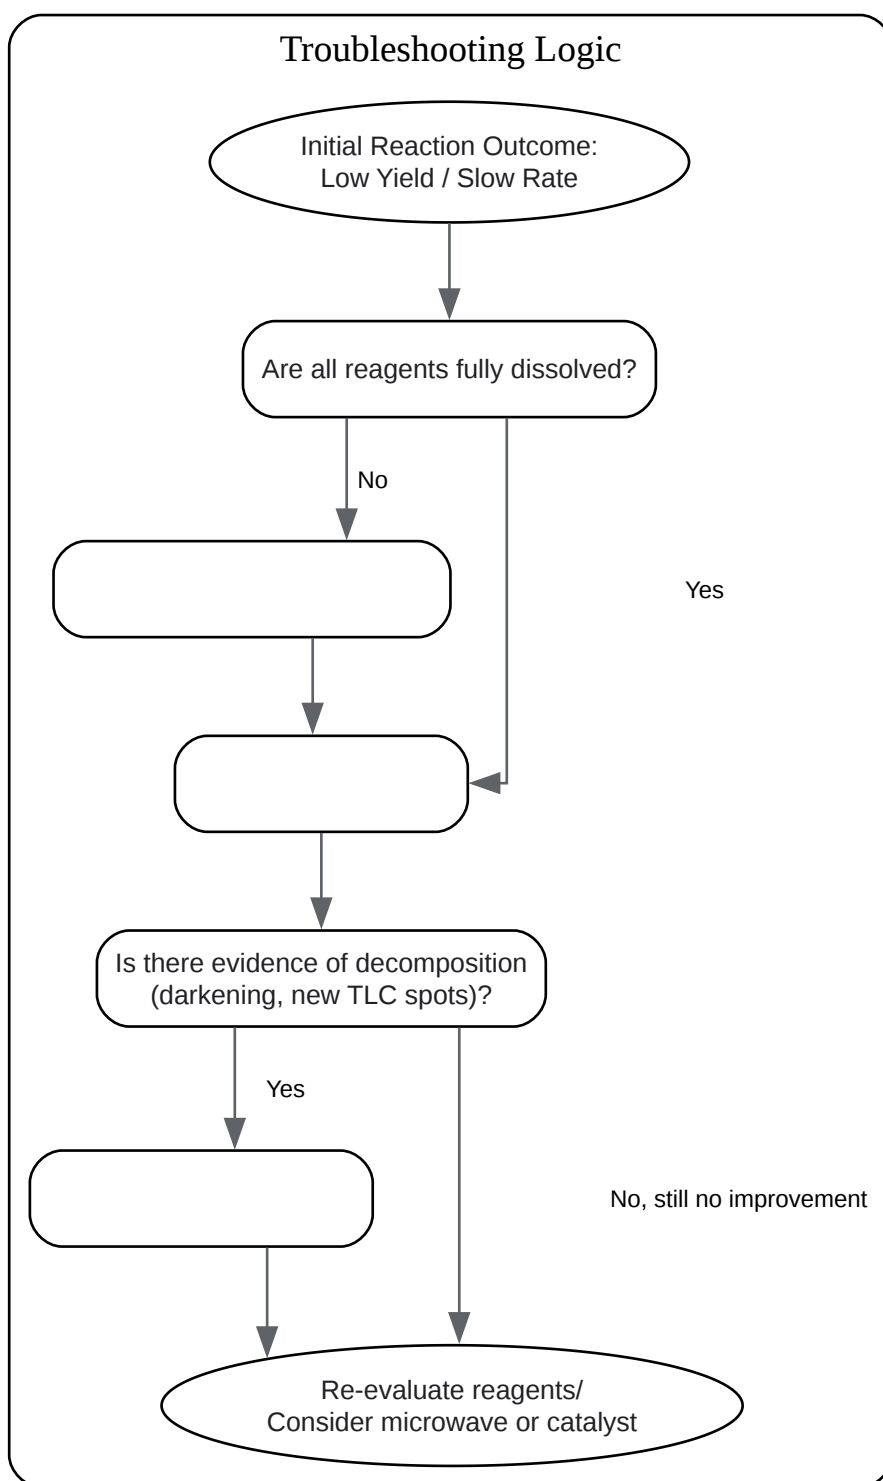 Troubleshooting Logic
Initial Reaction Outcome:
Low Yield / Slow Rate
Are all reagents fully dissolved?
No
Yes
Is there evidence of decomposition
(darkening, new TLC spots)?
Yes
No, still no improvement
Re-evaluate reagents/
Consider microwave or catalyst